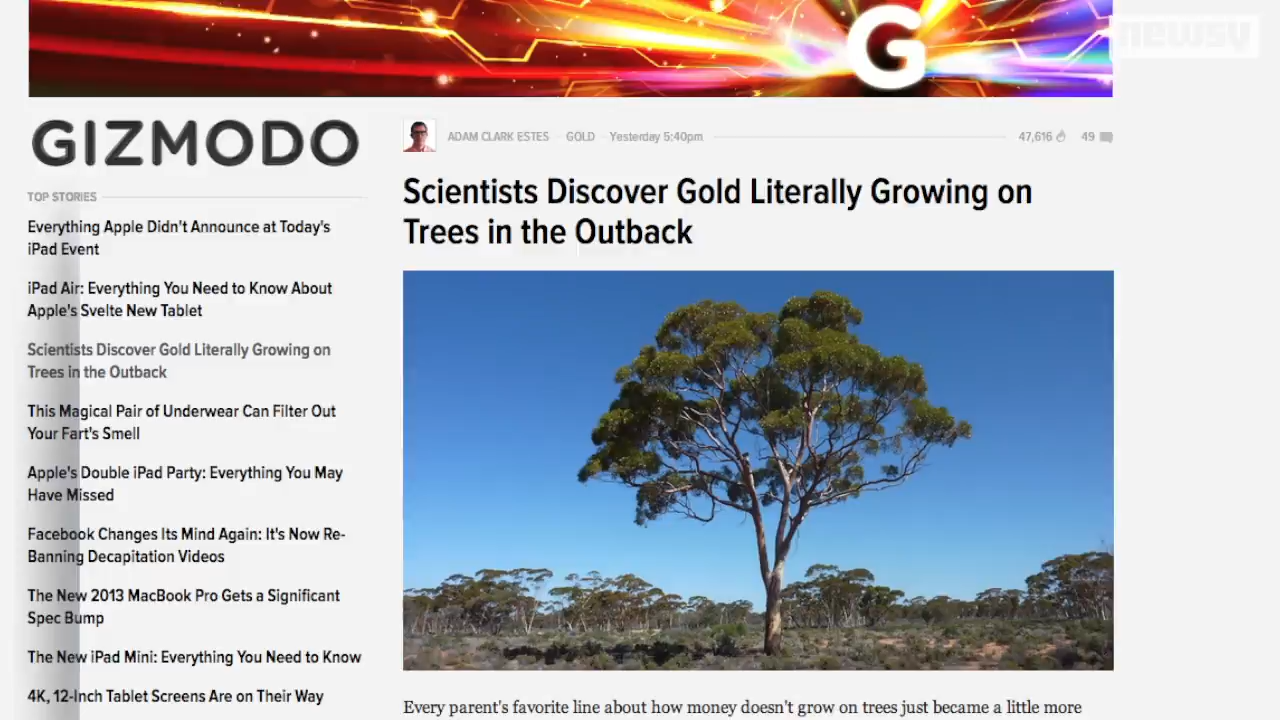 G
newsy
GIZMODO
TOP STORIES
Everything Apple Didn't Announce at Today's
iPad Event
iPad Air: Everything You Need to Know About
Apple's Svelte New Tablet
Scientists Discover Gold Literally Growing on
Trees in the Outback
This Magical Pair of Underwear Can Filter Out
Your Fart's Smell
Apple's Double iPad Party: Everything You May
Have Missed
Facebook Changes Its Mind Again: It's Now Re-
Banning Decapitation Videos
The New 2013 MacBook Pro Gets a Significant
Spec Bump
The New iPad Mini: Everything You Need to Know
4K, 12-Inch Tablet Screens Are on Their Way
ADAM CLARK ESTES GOLD Yesterday 5:40pm 47,616 49
Scientists Discover Gold Literally Growing on
Trees in the Outback
Every parent's favorite line about how money doesn't grow on trees just became a little more